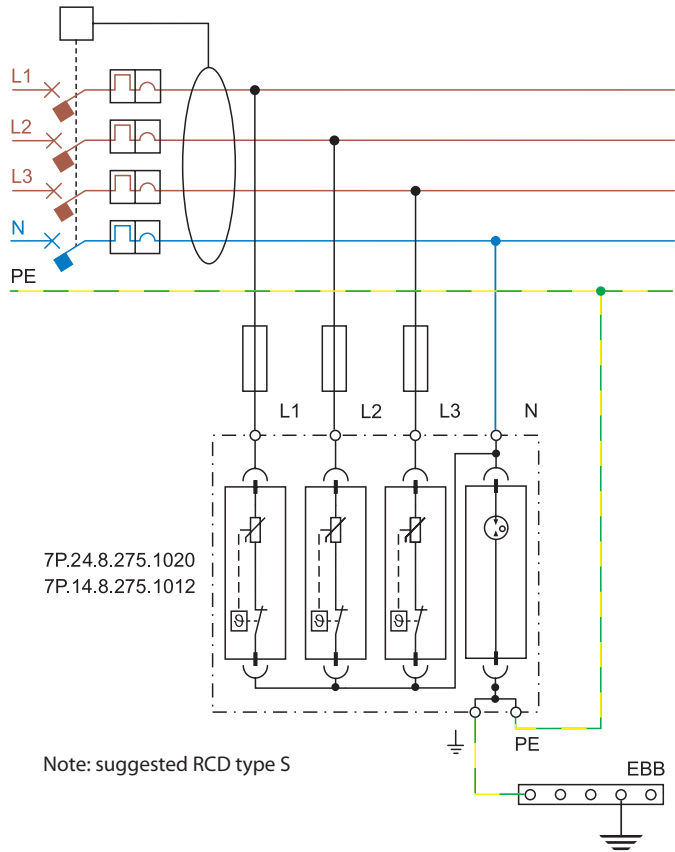 L1
L2
L3
N
PE
L1 L2 L3 N
7P.24.8.275.1020
7P.14.8.275.1012
ϑ ϑ ϑ
PE
Note: suggested RCD type S
EBB